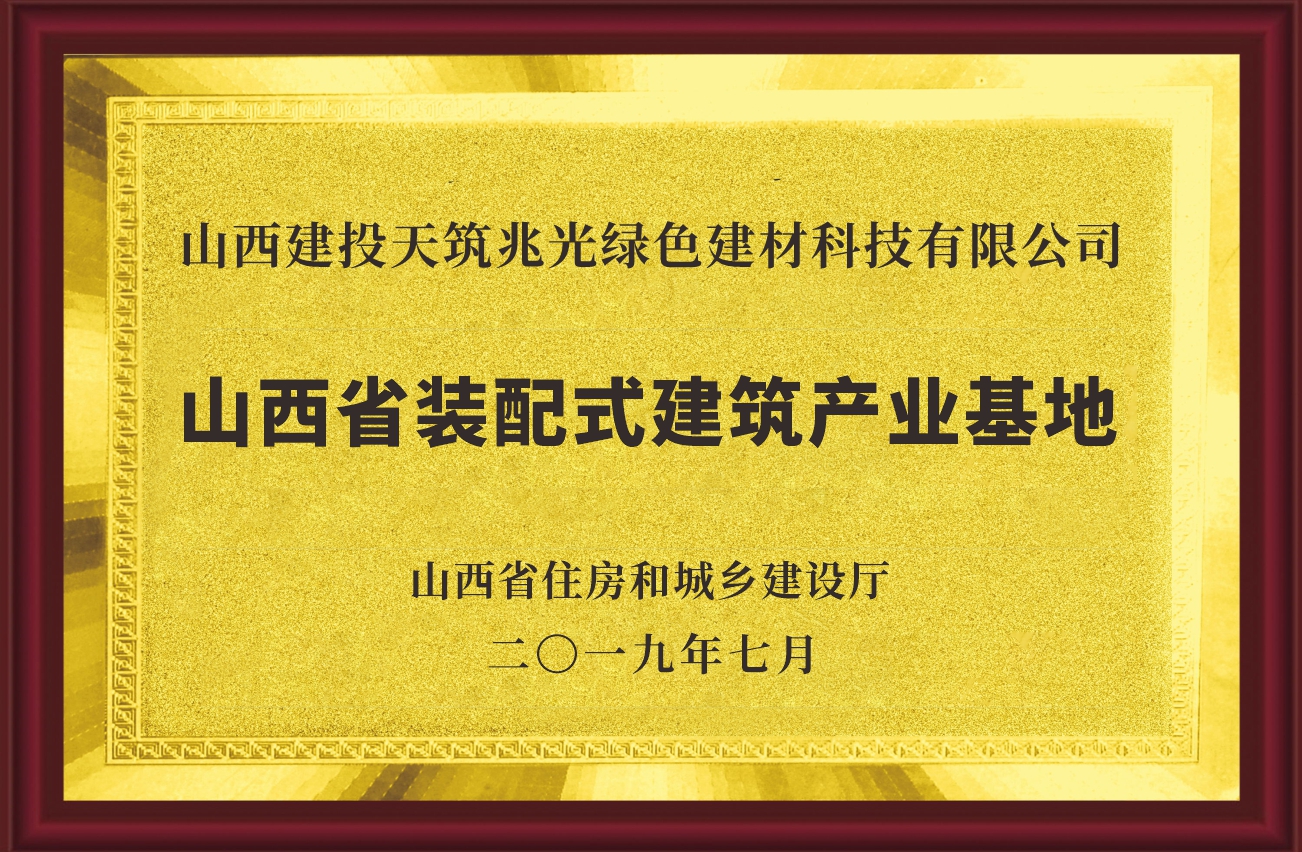 山西建投天筑兆光绿色建材科技有限公司
山西省装配式建筑产业基地
山西省住房和城乡建设厅
二〇一九年七月